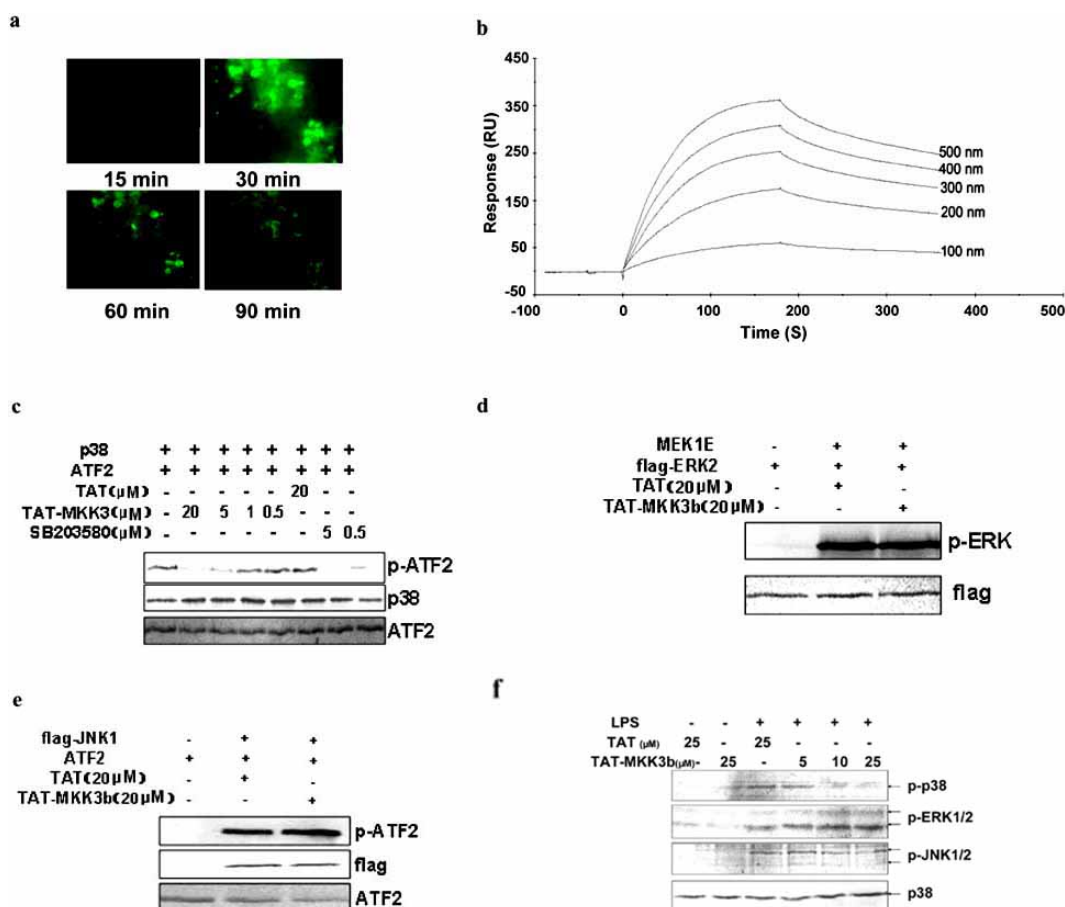 a
15 min 30 min
60 min 90 min
b
450
350
250
150
50
-50
Response (RU)
500 nm
400 nm
300 nm
200 nm
100 nm
-100 0 100 200 300 400 500
Time (S)
c
p38 + + + + + + + +
ATF2 + + + + + + + +
TAT(μM) - - - - - 20 - -
TAT-MKK3(μM) - 20 5 1 0.5 - - -
SB203580(μM) - - - - - - 5 0.5
p-ATF2
p38
ATF2
d
MEK1E - + +
flag-ERK2 + + +
TAT(20μM) - + -
TAT-MKK3b(20μM) - - +
p-ERK
flag
e
flag-JNK1 - + +
ATF2 + + +
TAT(20μM) - + -
TAT-MKK3b(20μM) - - +
p-ATF2
flag
ATF2
f
LPS - - + + + +
TAT (μM) 25 - 25 - - -
TAT-MKK3b(μM)- 25 - 5 10 25
p-p38
p-ERK1/2
p-JNK1/2
p38